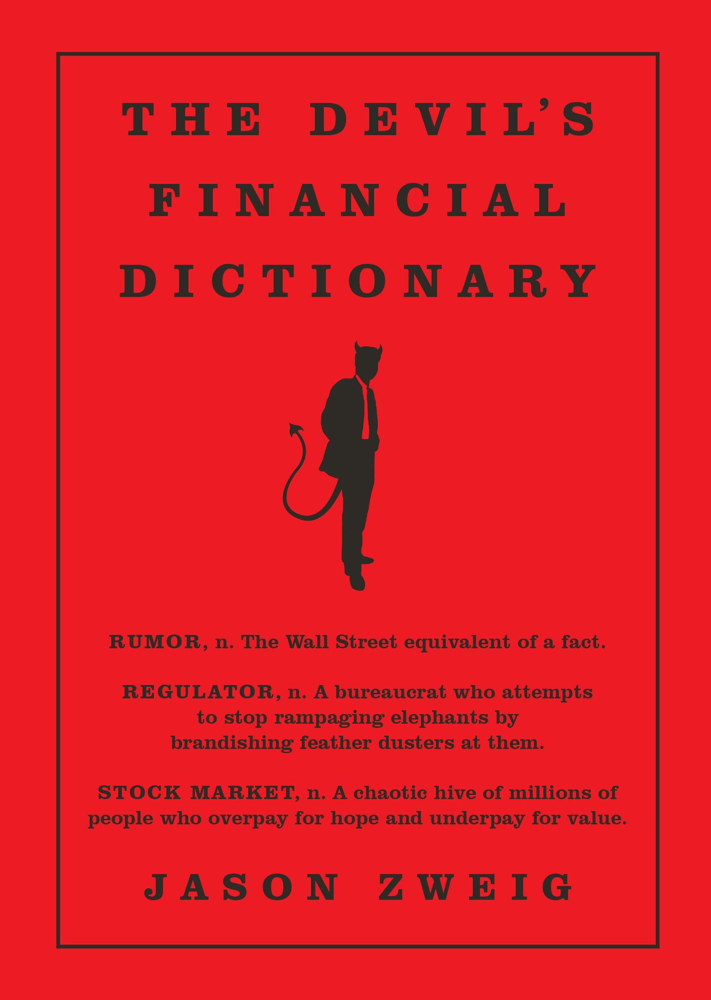 THE DEVIL’S
FINANCIAL
DICTIONARY
RUMOR, n. The Wall Street equivalent of a fact.
REGULATOR, n. A bureaucrat who attempts
to stop rampaging elephants by
brandishing feather dusters at them.
STOCK MARKET, n. A chaotic hive of millions of
people who overpay for hope and underpay for value.
JASON ZWEIG